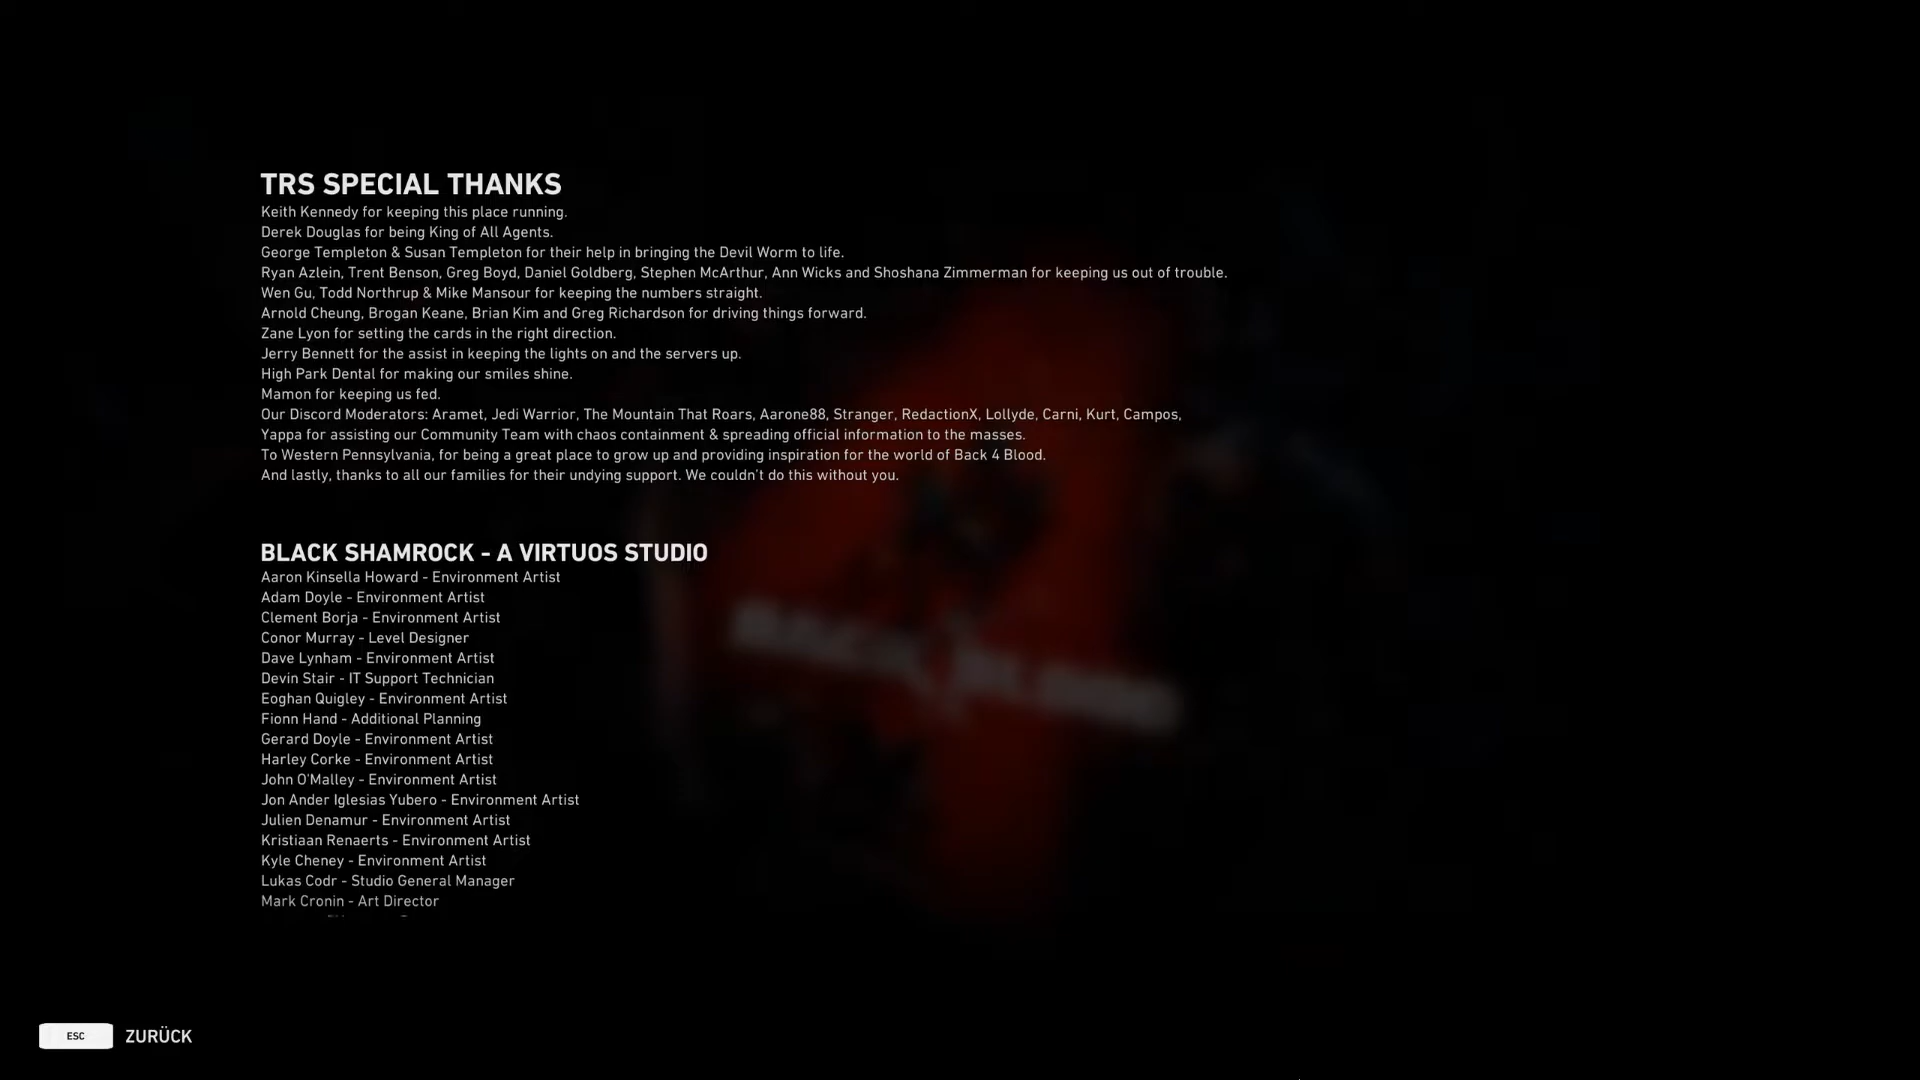 TRS SPECIAL THANKS
Keith Kennedy for keeping this place running.
Derek Douglas for being King of All Agents.
George Templeton & Susan Templeton for their help in bringing the Devil Worm to life.
Ryan Azlein, Trent Benson, Greg Boyd, Daniel Goldberg, Stephen McArthur, Ann Wicks and Shoshana Zimmerman for keeping us out of trouble.
Wen Gu, Todd Northrup & Mike Mansour for keeping the numbers straight.
Arnold Cheung, Brogan Keane, Brian Kim and Greg Richardson for driving things forward.
Zane Lyon for setting the cards in the right direction.
Jerry Bennett for the assist in keeping the lights on and the servers up.
High Park Dental for making our smiles shine.
Mamon for keeping us fed.
Our Discord Moderators: Aramet, Jedi Warrior, The Mountain That Roars, Aarone88, Stranger, RedactionX, Lollyde, Carni, Kurt, Campos,
Yappa for assisting our Community Team with chaos containment & spreading official information to the masses.
To Western Pennsylvania, for being a great place to grow up and providing inspiration for the world of Back 4 Blood.
And lastly, thanks to all our families for their undying support. We couldn't do this without you.
BLACK SHAMROCK - A VIRTUOS STUDIO
Aaron Kinsella Howard - Environment Artist
Adam Doyle - Environment Artist
Clement Borja - Environment Artist
Conor Murray - Level Designer
Dave Lynham - Environment Artist
Devin Stair - IT Support Technician
Eoghan Quigley - Environment Artist
Fionn Hand - Additional Planning
Gerard Doyle - Environment Artist
Harley Corke - Environment Artist
John O'Malley - Environment Artist
Jon Ander Iglesias Yubero - Environment Artist
Julien Denamur - Environment Artist
Kristiaan Renaerts - Environment Artist
Kyle Cheney - Environment Artist
Lukas Codr - Studio General Manager
Mark Cronin - Art Director
ESC ZURÜCK